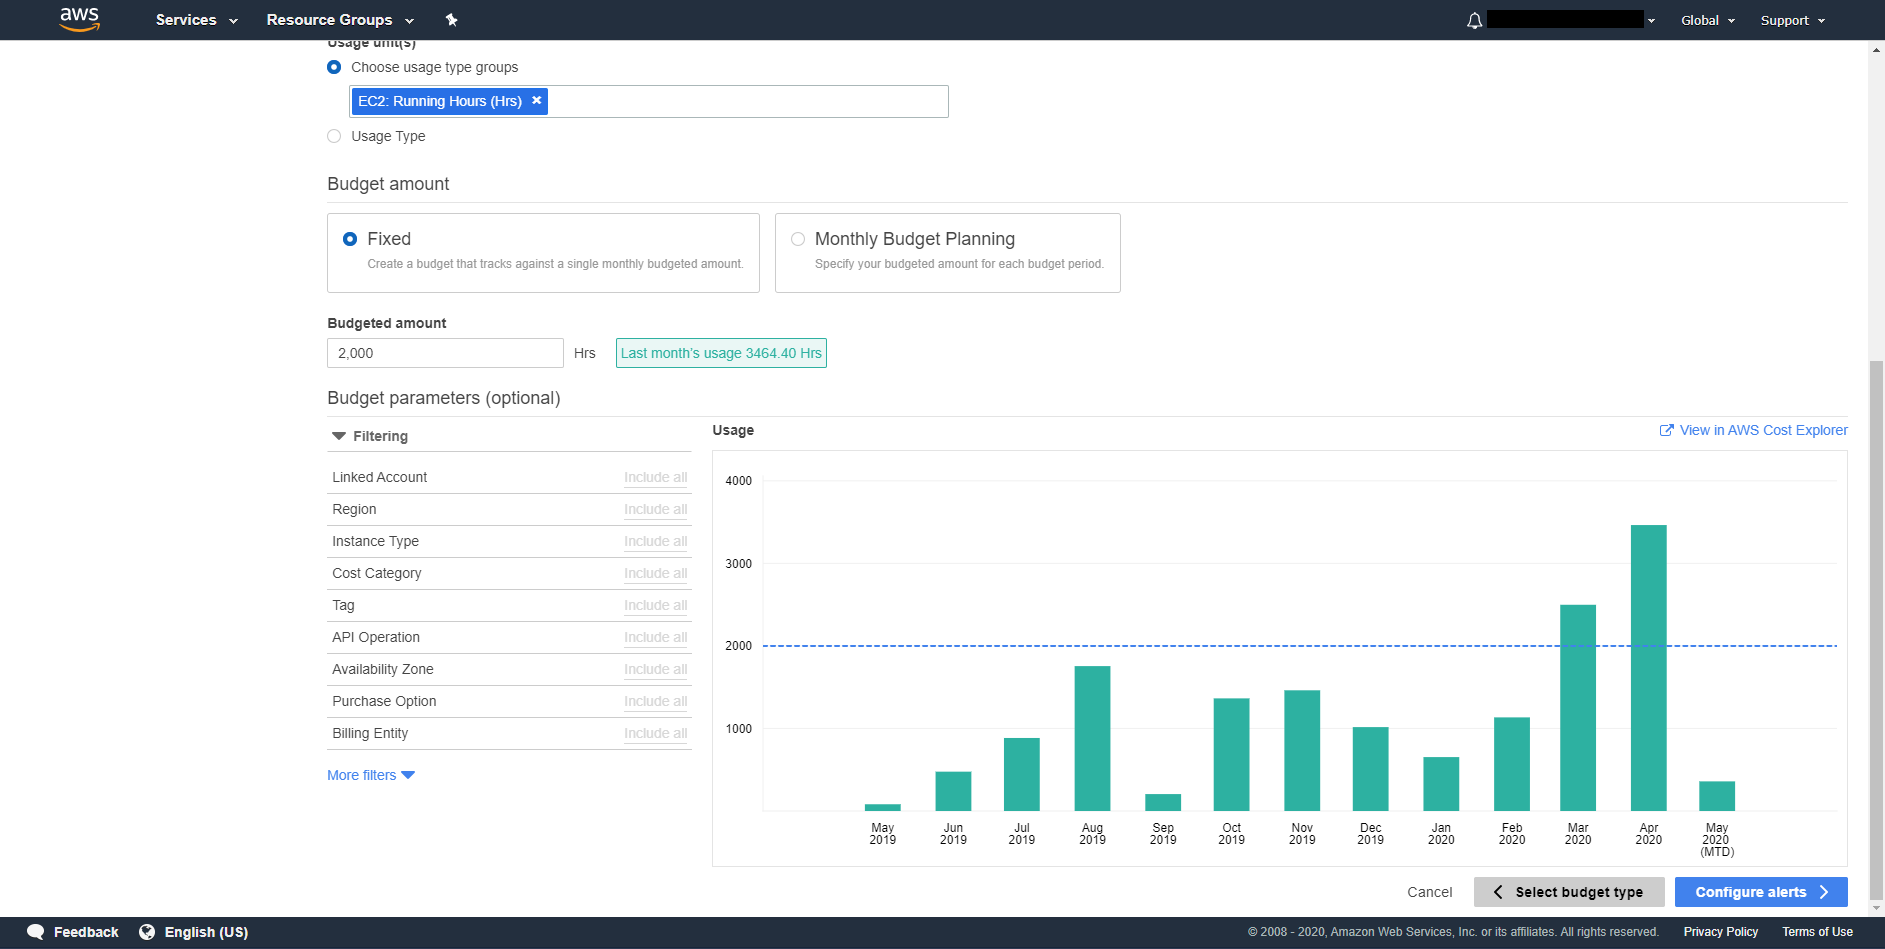 aws Services Resource Groups Global Support
Usage unit(s)
Choose usage type groups
EC2: Running Hours (Hrs) ×
Usage Type
Budget amount
Fixed
Create a budget that tracks against a single monthly budgeted amount.
Monthly Budget Planning
Specify your budgeted amount for each budget period.
Budgeted amount
2,000 Hrs Last month's usage 3464.40 Hrs
Budget parameters (optional)
Filtering
Linked Account Include all
Region Include all
Instance Type Include all
Cost Category Include all
Tag Include all
API Operation Include all
Availability Zone Include all
Purchase Option Include all
Billing Entity Include all
More filters
Usage View in AWS Cost Explorer
4000
3000
2000
1000
May Jun Jul Aug Sep Oct Nov Dec Jan Feb Mar Apr May
2019 2019 2019 2019 2019 2019 2019 2019 2020 2020 2020 2020 2020
(MTD)
Cancel Select budget type Configure alerts
Feedback English (US) © 2008 - 2020, Amazon Web Services, Inc. or its affiliates. All rights reserved. Privacy Policy Terms of Use